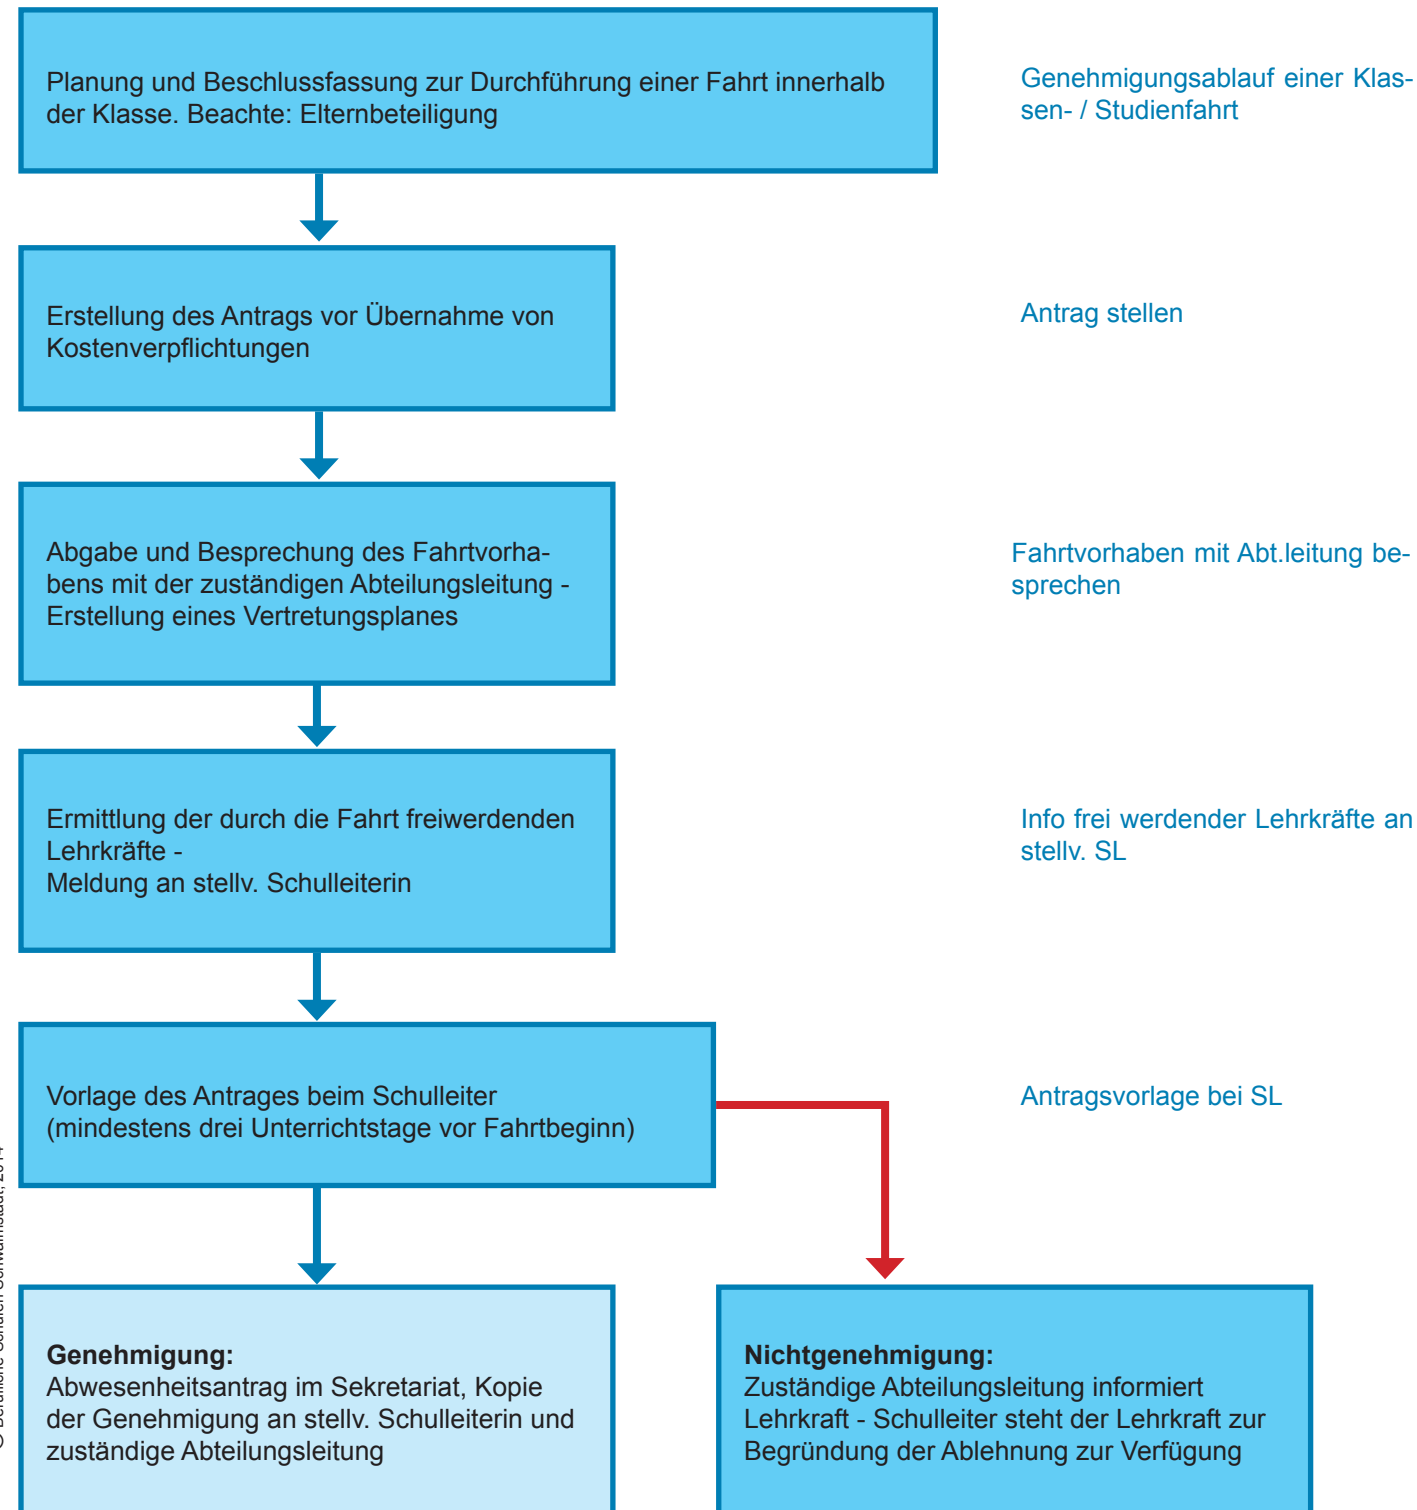 Planung und Beschlussfassung zur Durchführung einer Fahrt innerhalb
der Klasse. Beachte: Elternbeteiligung
Genehmigungsablauf einer Klas-
sen- / Studienfahrt
Erstellung des Antrags vor Übernahme von
Kostenverpflichtungen
Antrag stellen
Abgabe und Besprechung des Fahrtvorha-
bens mit der zuständigen Abteilungsleitung -
Erstellung eines Vertretungsplanes
Fahrtvorhaben mit Abt.leitung be-
sprechen
Ermittlung der durch die Fahrt freiwerdenden
Lehrkräfte -
Meldung an stellv. Schulleiterin
Info frei werdender Lehrkräfte an
stellv. SL
Vorlage des Antrages beim Schulleiter
(mindestens drei Unterrichtstage vor Fahrtbeginn)
Antragsvorlage bei SL
Genehmigung:
Abwesenheitsantrag im Sekretariat, Kopie
der Genehmigung an stellv. Schulleiterin und
zuständige Abteilungsleitung
Nichtgenehmigung:
Zuständige Abteilungsleitung informiert
Lehrkraft - Schulleiter steht der Lehrkraft zur
Begründung der Ablehnung zur Verfügung
© Berufliche Schulen Schwalmstadt, 2014